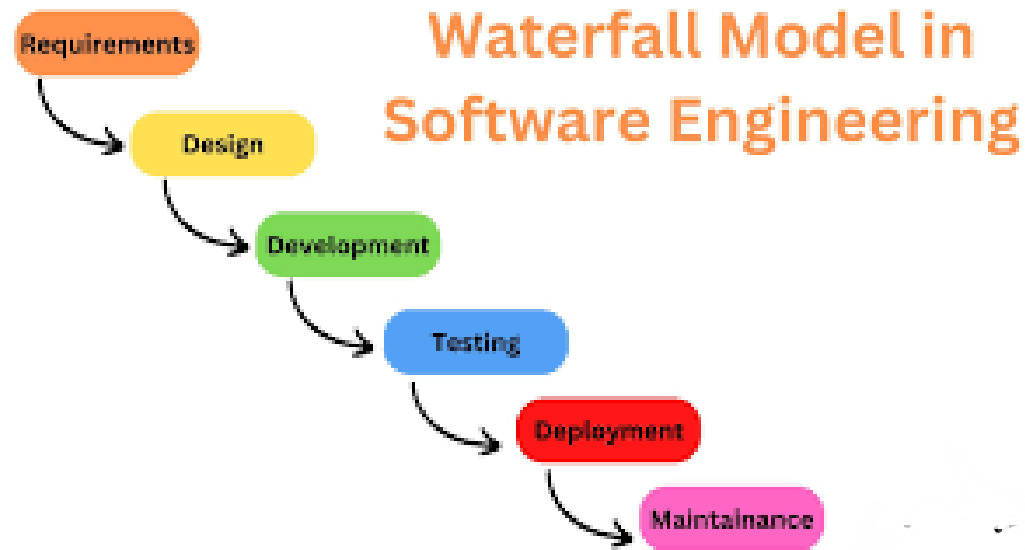 Waterfall Model in
Software Engineering
Requirements
Design
Development
Testing
Deployment
Maintainance